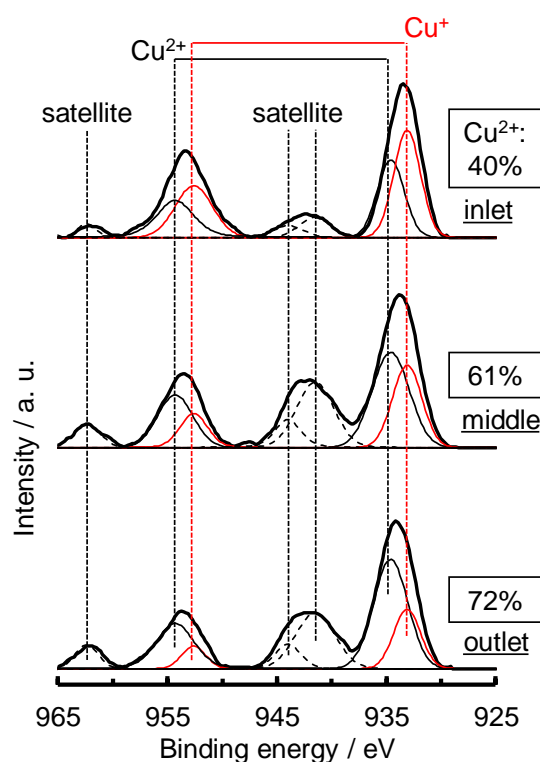 Cu⁺
Cu²⁺
satellite satellite
Cu²⁺:
40%
inlet
61%
middle
72%
outlet
Intensity / a. u.
965 955 945 935 925
Binding energy / eV